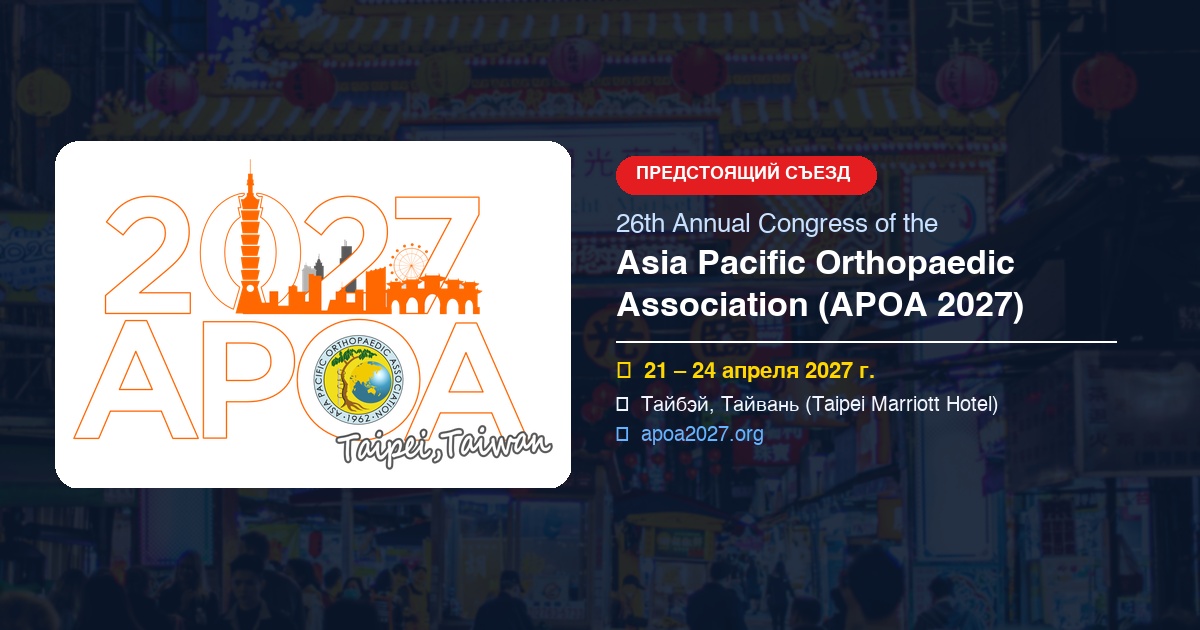 2027
APOA
ASIA PACIFIC ORTHOPAEDIC ASSOCIATION
·1962·
Taipei,Taiwan
ПРЕДСТОЯЩИЙ СЪЕЗД
26th Annual Congress of the
Asia Pacific Orthopaedic
Association (APOA 2027)
21 – 24 апреля 2027 г.
Тайбэй, Тайвань (Taipei Marriott Hotel)
apoa2027.org